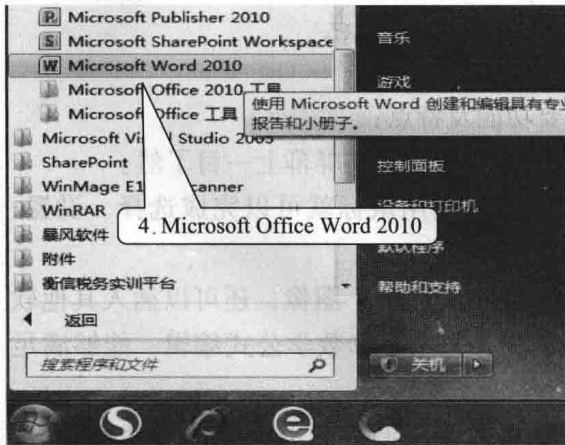 Microsoft Publisher 2010
Microsoft SharePoint Workspace
Microsoft Word 2010
Microsoft Office 2010 工具
Microsoft Office 工具
Microsoft Visual Studio 2005
SharePoint
WinMage E1 Scanner
WinRAR
暴风软件
附件
衡信税务实训平台
返回
搜索程序和文件
音乐
游戏
使用 Microsoft Word 创建和编辑具有专业
报告和小册子。
控制面板
设备和打印机
默认程序
帮助和支持
关机
4. Microsoft Office Word 2010